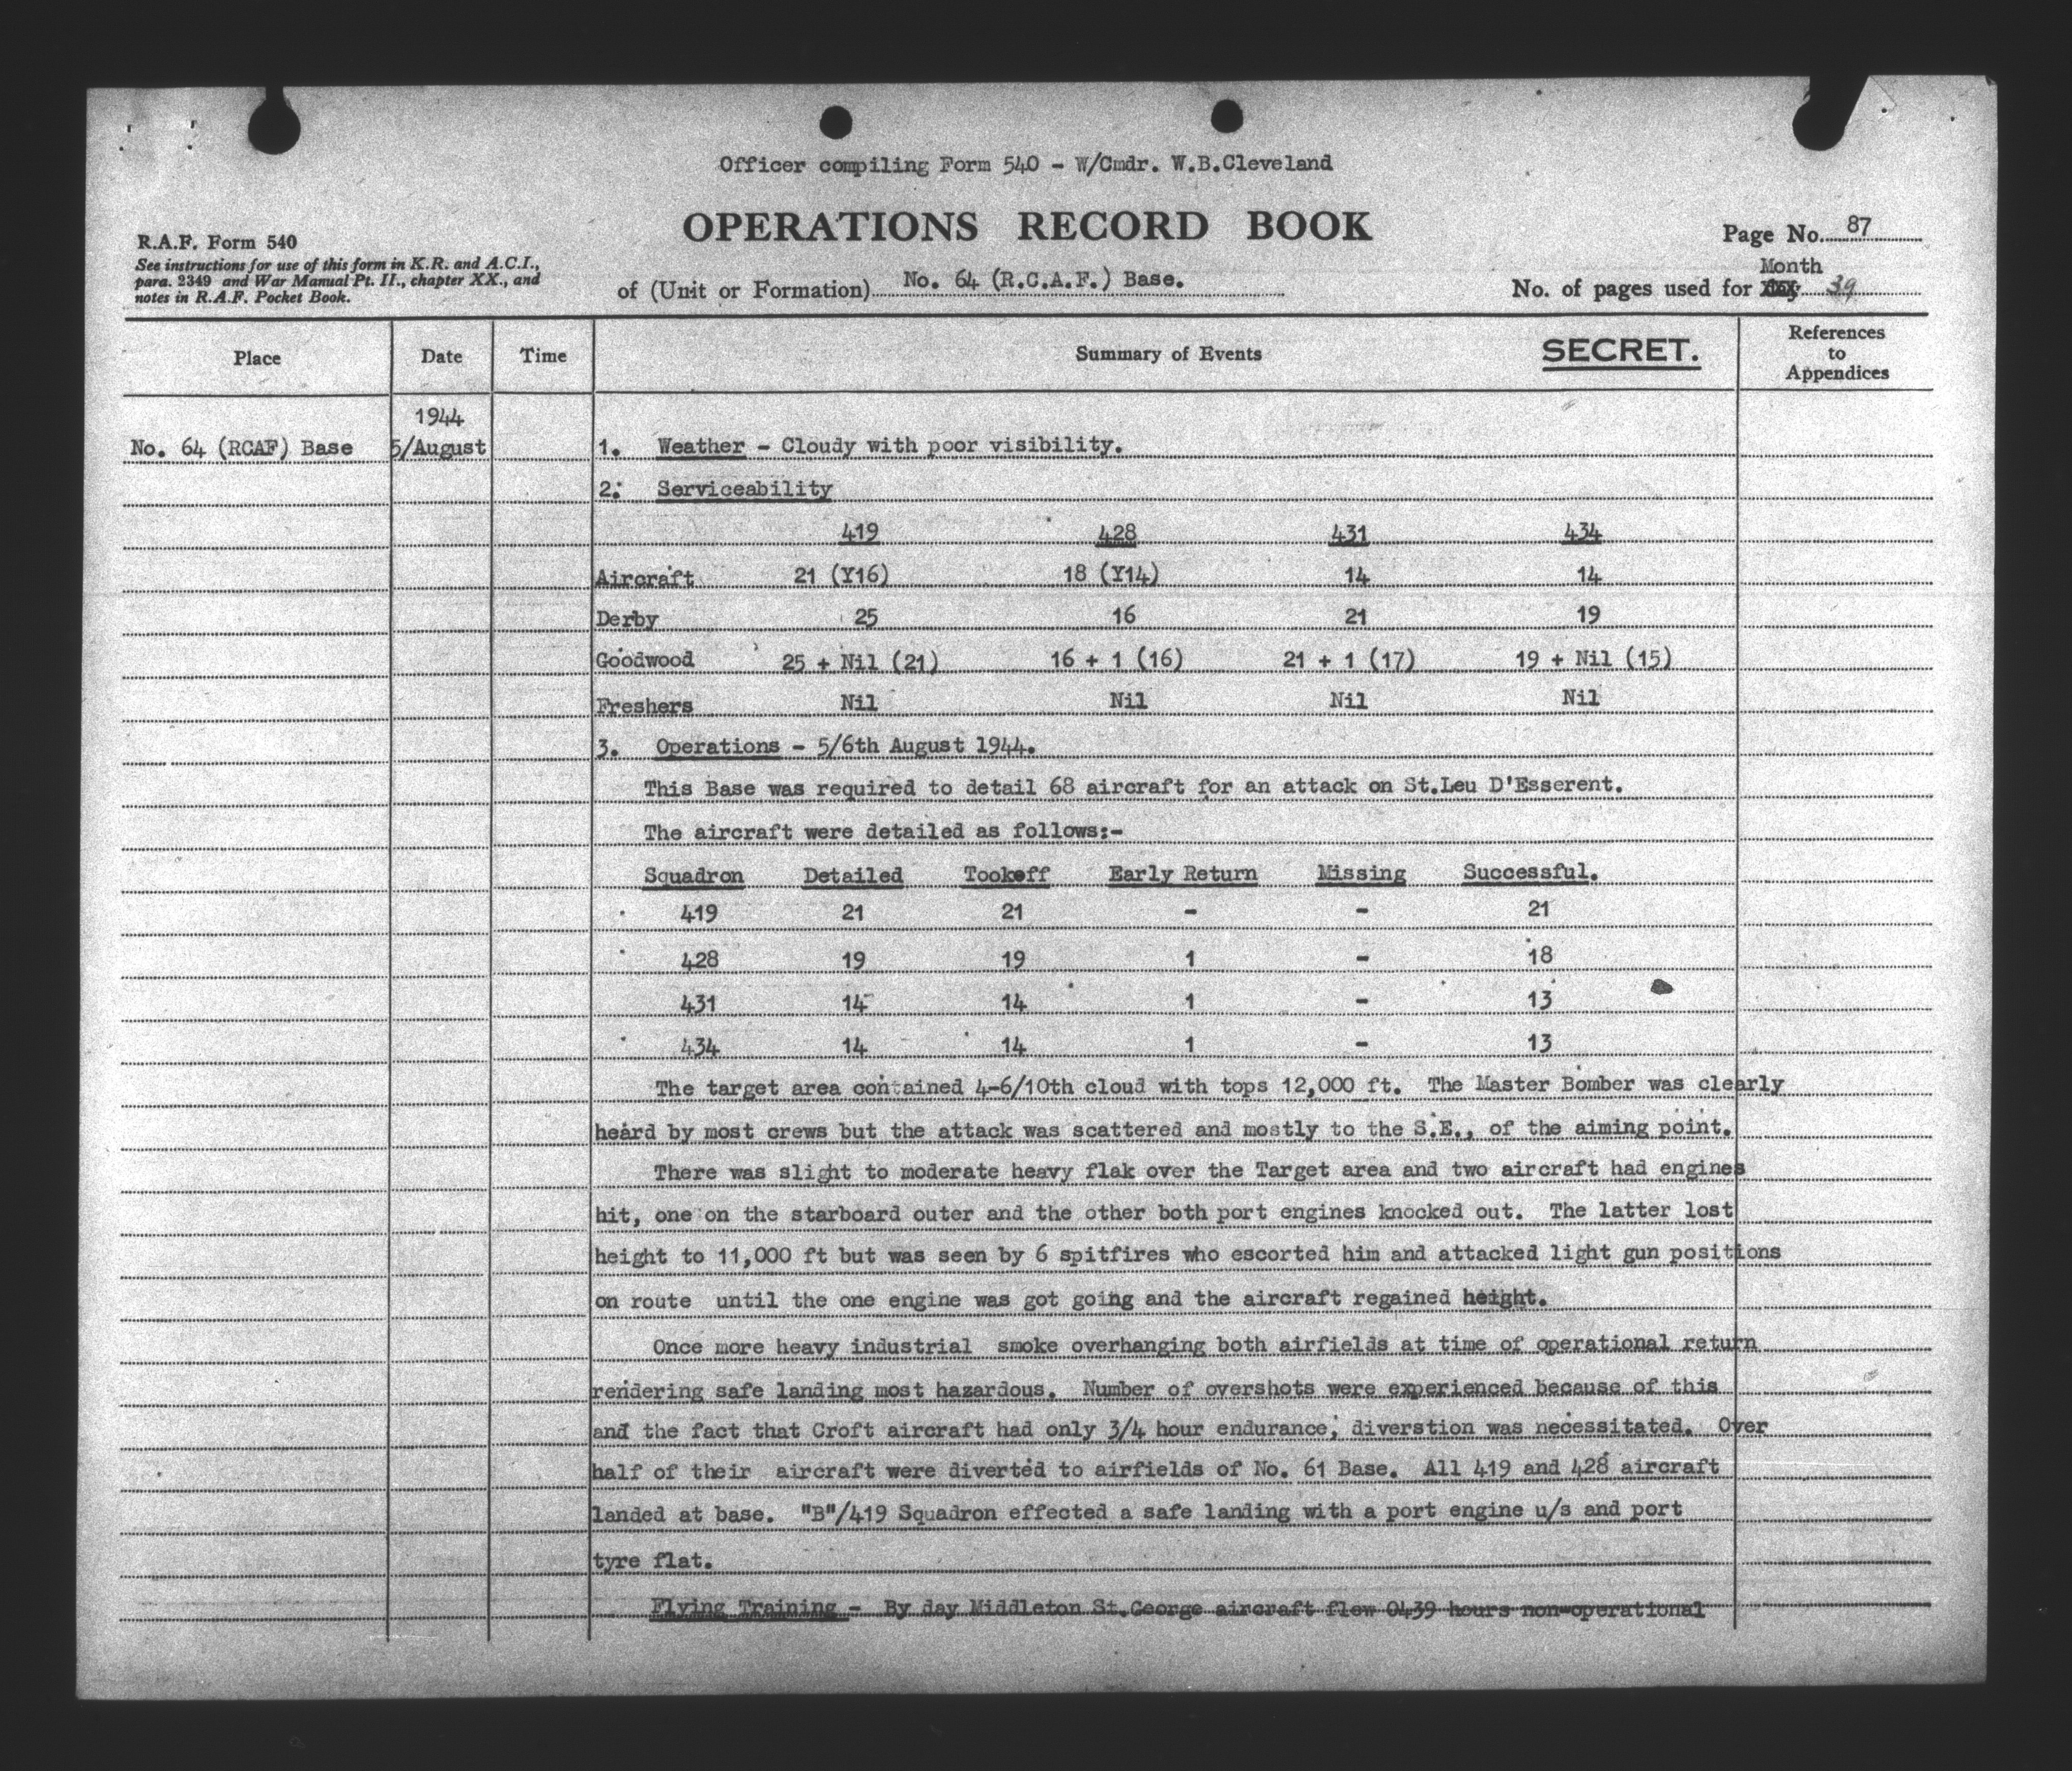 Officer compiling Form 540 - W/Cmdr. W.B.Cleveland
OPERATIONS RECORD BOOK
R.A.F. Form 540
See instructions for use of this form in K.R. and A.C.I.,
para. 2349 and War Manual Pt. II., chapter XX., and
notes in R.A.F. Pocket Book.
of (Unit or Formation) No. 64 (R.C.A.F.) Base.
Page No. 87
Month
No. of pages used for Day 39
Place Date Time Summary of Events SECRET. References to Appendices
1944
No. 64 (RCAF) Base 5/August 1. Weather - Cloudy with poor visibility.
2. Serviceability
419 428 431 434
Aircraft 21 (Y16) 18 (Y14) 14 14
Derby 25 16 21 19
Goodwood 25 + Nil (21) 16 + 1 (16) 21 + 1 (17) 19 + Nil (15)
Freshers Nil Nil Nil Nil
3. Operations - 5/6th August 1944.
This Base was required to detail 68 aircraft for an attack on St.Leu D'Esserent.
The aircraft were detailed as follows:-
Squadron Detailed Tookoff Early Return Missing Successful.
419 21 21 - - 21
428 19 19 1 - 18
431 14 14 1 - 13
434 14 14 1 - 13
The target area contained 4-6/10th cloud with tops 12,000 ft. The Master Bomber was clearly
heard by most crews but the attack was scattered and mostly to the S.E., of the aiming point.
There was slight to moderate heavy flak over the Target area and two aircraft had engines
hit, one on the starboard outer and the other both port engines knocked out. The latter lost
height to 11,000 ft but was seen by 6 spitfires who escorted him and attacked light gun positions
on route until the one engine was got going and the aircraft regained height.
Once more heavy industrial smoke overhanging both airfields at time of operational return
rendering safe landing most hazardous. Number of overshots were experienced because of this
and the fact that Croft aircraft had only 3/4 hour endurance, diverstion was necessitated. Over
half of their aircraft were diverted to airfields of No. 61 Base. All 419 and 428 aircraft
landed at base. "B"/419 Squadron effected a safe landing with a port engine u/s and port
tyre flat.
Flying Training - By day Middleton St.George aircraft flew 0439 hours non-operational